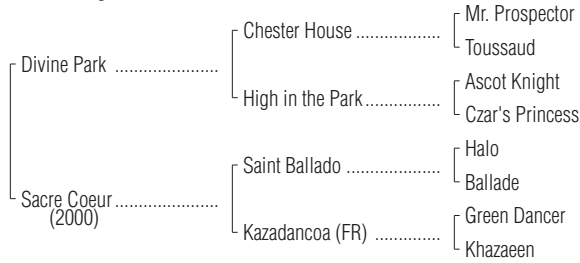 Mr. Prospector
Chester House ..................
Toussaud
Divine Park ......................
Ascot Knight
High in the Park ................
Czar's Princess
Halo
Saint Ballado ....................
Ballade
Sacre Coeur ......................
(2000)
Green Dancer
Kazadancoa (FR) ...............
Khazaeen